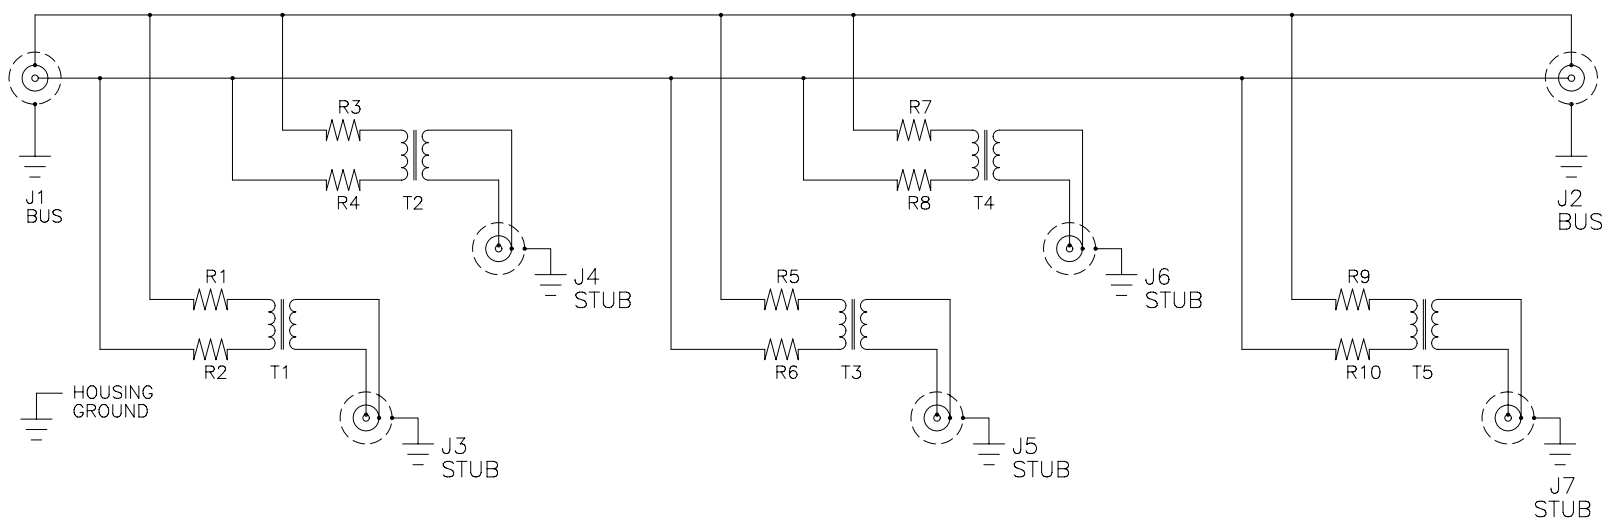 R3
R7
J1
BUS
R4
T2
R8
T4
J2
BUS
R1
J4
STUB
R5
J6
STUB
R9
R2
T1
R6
T3
R10
T5
HOUSING
GROUND
J3
STUB
J5
STUB
J7
STUB